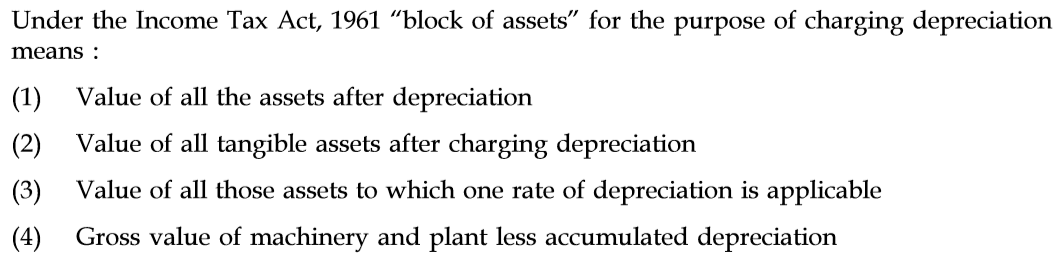 Under the Income Tax Act, 1961 “block of assets” for the purpose of charging depreciation
means :
(1) Value of all the assets after depreciation
(2) Value of all tangible assets after charging depreciation
(3) Value of all those assets to which one rate of depreciation is applicable
(4) Gross value of machinery and plant less accumulated depreciation